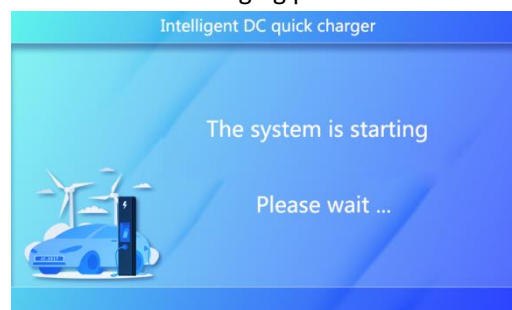 Intelligent DC quick charger
The system is starting
Please wait ...